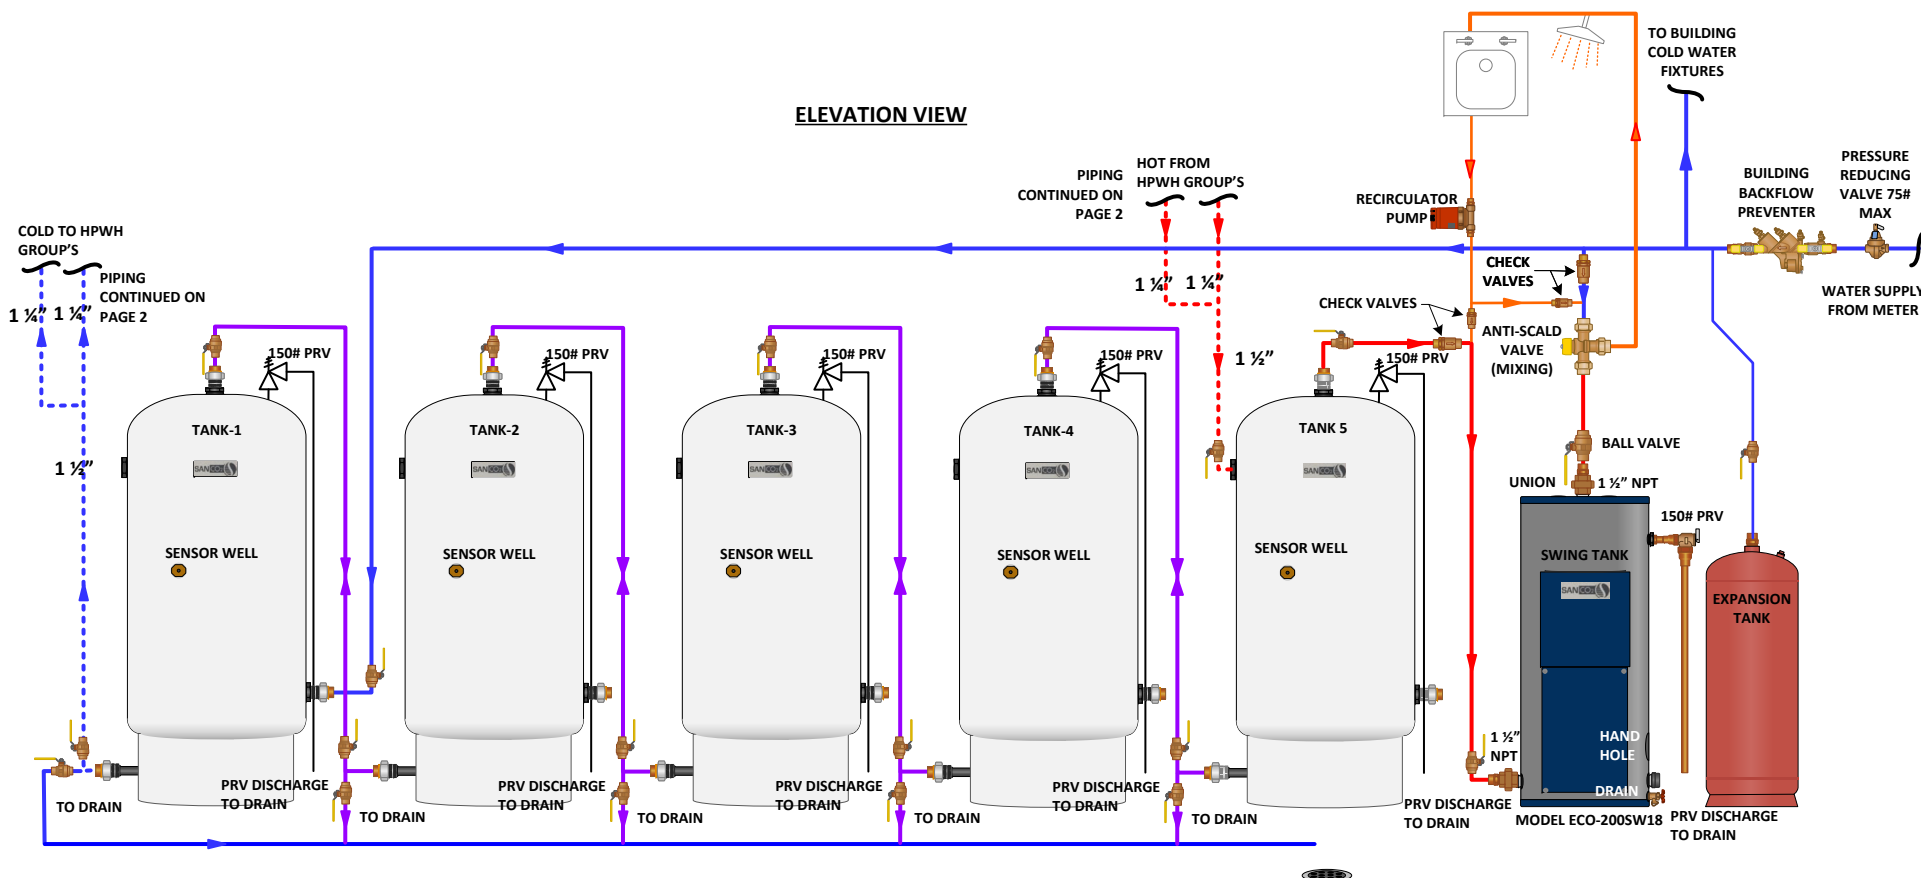 ELEVATION VIEW
TO BUILDING
COLD WATER
FIXTURES
PRESSURE
REDUCING
VALVE 75#
MAX
BUILDING
BACKFLOW
PREVENTER
WATER SUPPLY
FROM METER
HOT FROM
HPWH GROUP'S
PIPING
CONTINUED ON
PAGE 2
RECIRCULATOR
PUMP
COLD TO HPWH
GROUP'S
PIPING
CONTINUED ON
PAGE 2
1 ¼”
1 ¼”
1 ¼”
1 ¼”
CHECK
VALVES
CHECK VALVES
ANTI-SCALD
VALVE
(MIXING)
1 ½”
1 ½”
150# PRV
150# PRV
150# PRV
150# PRV
150# PRV
TANK-1
TANK-2
TANK-3
TANK-4
TANK 5
SANCO2
SANCO2
SANCO2
SANCO2
SANCO2
BALL VALVE
UNION
1 ½” NPT
150# PRV
SENSOR WELL
SENSOR WELL
SENSOR WELL
SENSOR WELL
SENSOR WELL
SWING TANK
SANCO2
EXPANSION
TANK
1 ½”
NPT
HAND
HOLE
DRAIN
TO DRAIN
PRV DISCHARGE
TO DRAIN
TO DRAIN
PRV DISCHARGE
TO DRAIN
TO DRAIN
PRV DISCHARGE
TO DRAIN
TO DRAIN
PRV DISCHARGE
TO DRAIN
TO DRAIN
PRV DISCHARGE
TO DRAIN
MODEL ECO-200SW18
PRV DISCHARGE
TO DRAIN